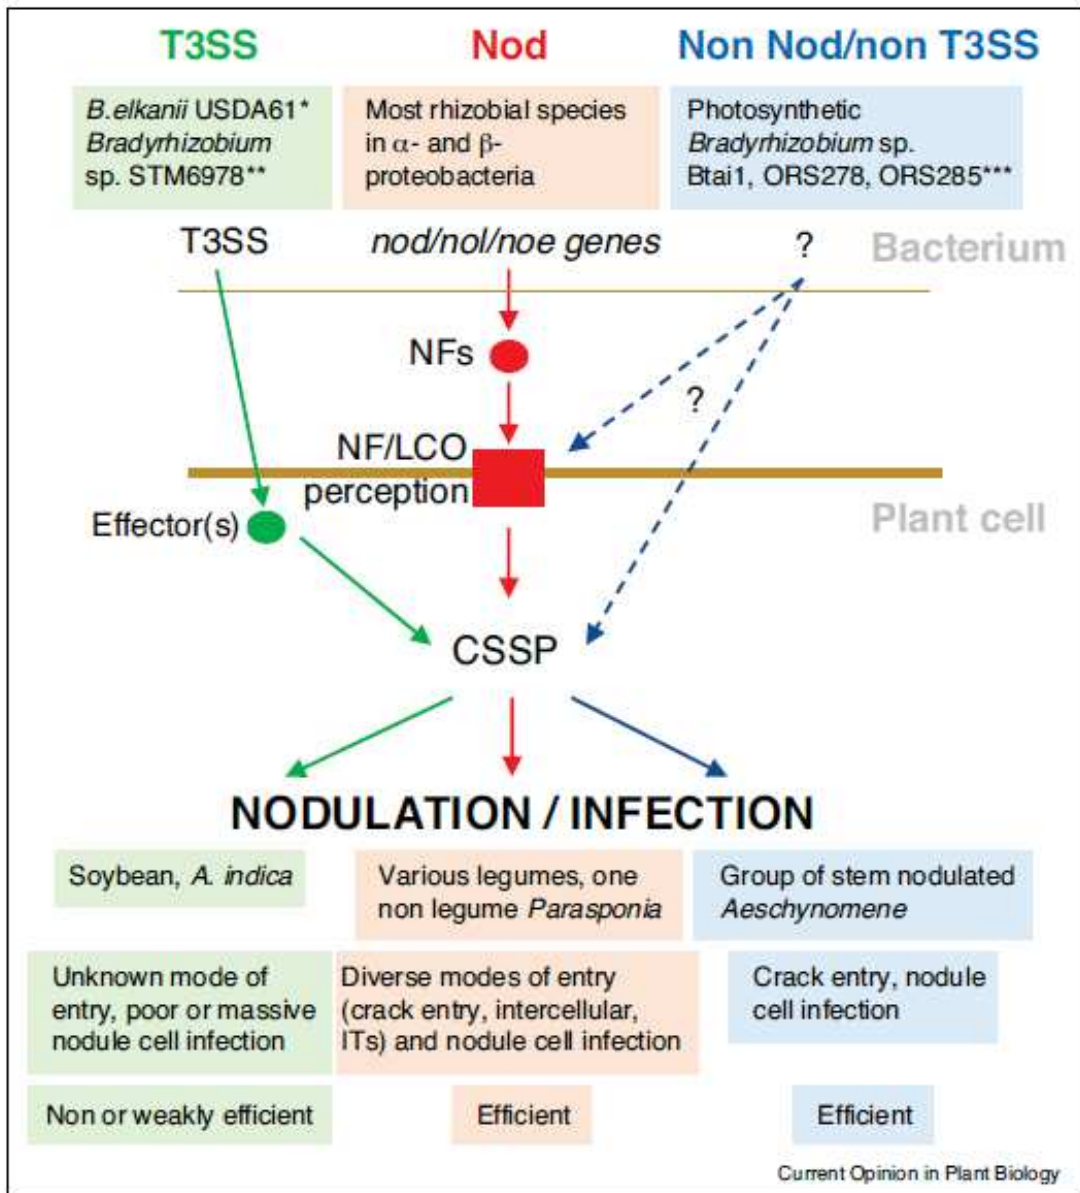 T3SS
Nod
Non Nod/non T3SS
B.elkanii USDA61*
Bradyrhizobium
sp. STM6978**
Most rhizobial species
in α- and β-
proteobacteria
Photosynthetic
Bradyrhizobium sp.
Btai1, ORS278, ORS285***
T3SS
nod/nol/noe genes
?
Bacterium
NFs
?
NF/LCO
perception
Effector(s)
Plant cell
CSSP
NODULATION / INFECTION
Soybean, A. indica
Various legumes, one
non legume Parasponia
Group of stem nodulated
Aeschynomene
Unknown mode of
entry, poor or massive
nodule cell infection
Diverse modes of entry
(crack entry, intercellular,
ITs) and nodule cell infection
Crack entry, nodule
cell infection
Non or weakly efficient
Efficient
Efficient
Current Opinion in Plant Biology